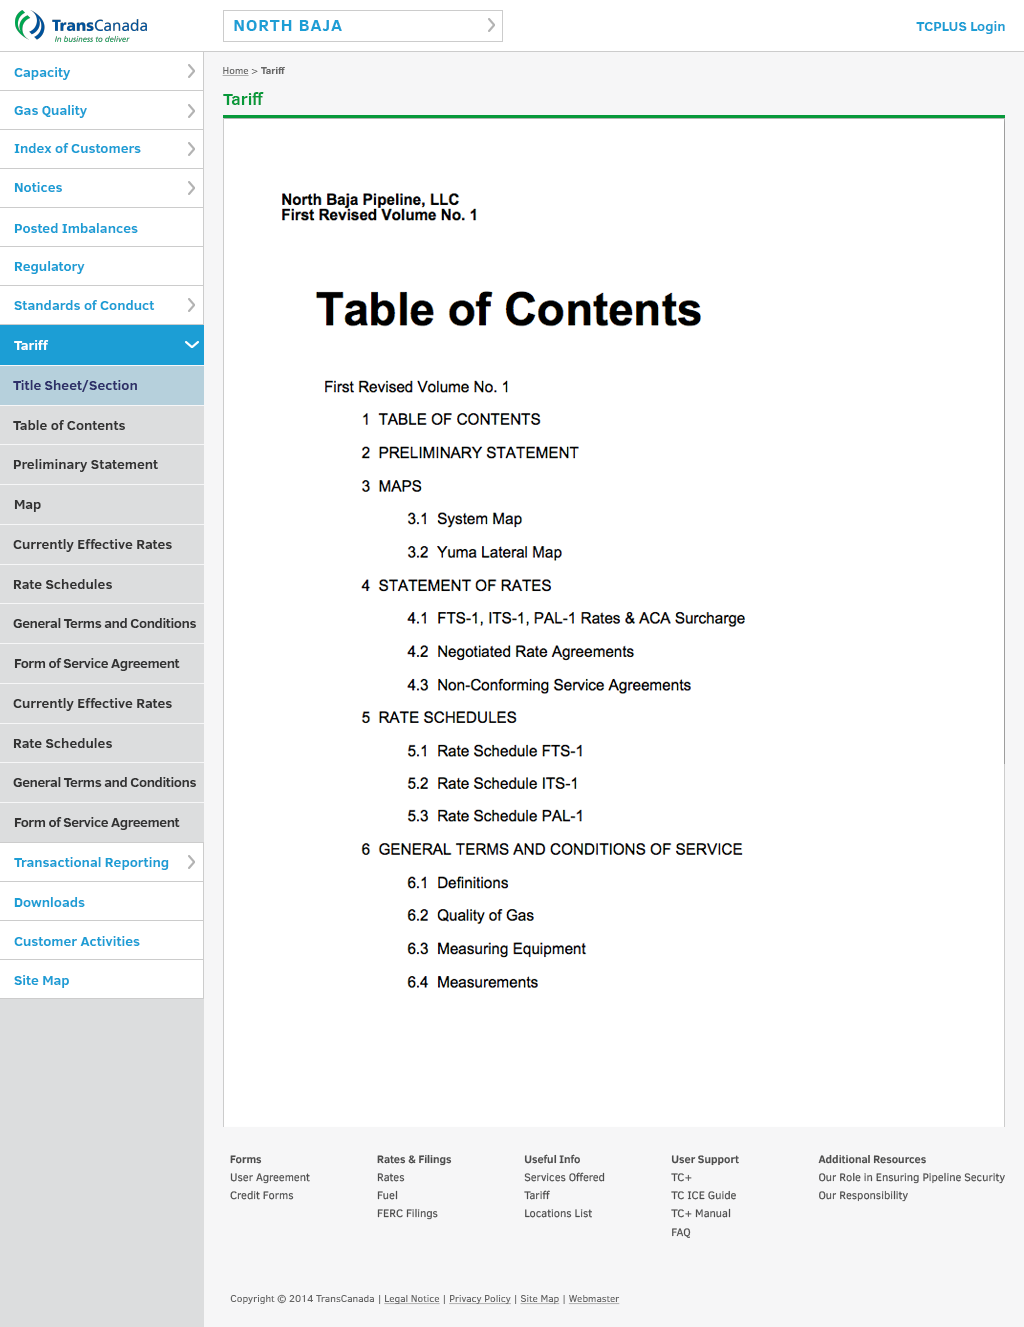 TransCanada
In business to deliver
NORTH BAJA
TCPLUS Login
Capacity
Gas Quality
Index of Customers
Notices
Posted Imbalances
Regulatory
Standards of Conduct
Tariff
Title Sheet/Section
Table of Contents
Preliminary Statement
Map
Currently Effective Rates
Rate Schedules
General Terms and Conditions
Form of Service Agreement
Currently Effective Rates
Rate Schedules
General Terms and Conditions
Form of Service Agreement
Transactional Reporting
Downloads
Customer Activities
Site Map
Home > Tariff
Tariff
North Baja Pipeline, LLC
First Revised Volume No. 1
Table of Contents
First Revised Volume No. 1
1 TABLE OF CONTENTS
2 PRELIMINARY STATEMENT
3 MAPS
3.1 System Map
3.2 Yuma Lateral Map
4 STATEMENT OF RATES
4.1 FTS-1, ITS-1, PAL-1 Rates & ACA Surcharge
4.2 Negotiated Rate Agreements
4.3 Non-Conforming Service Agreements
5 RATE SCHEDULES
5.1 Rate Schedule FTS-1
5.2 Rate Schedule ITS-1
5.3 Rate Schedule PAL-1
6 GENERAL TERMS AND CONDITIONS OF SERVICE
6.1 Definitions
6.2 Quality of Gas
6.3 Measuring Equipment
6.4 Measurements
Forms
User Agreement
Credit Forms
Rates & Filings
Rates
Fuel
FERC Filings
Useful Info
Services Offered
Tariff
Locations List
User Support
TC+
TC ICE Guide
TC+ Manual
FAQ
Additional Resources
Our Role in Ensuring Pipeline Security
Our Responsibility
Copyright © 2014 TransCanada | Legal Notice | Privacy Policy | Site Map | Webmaster